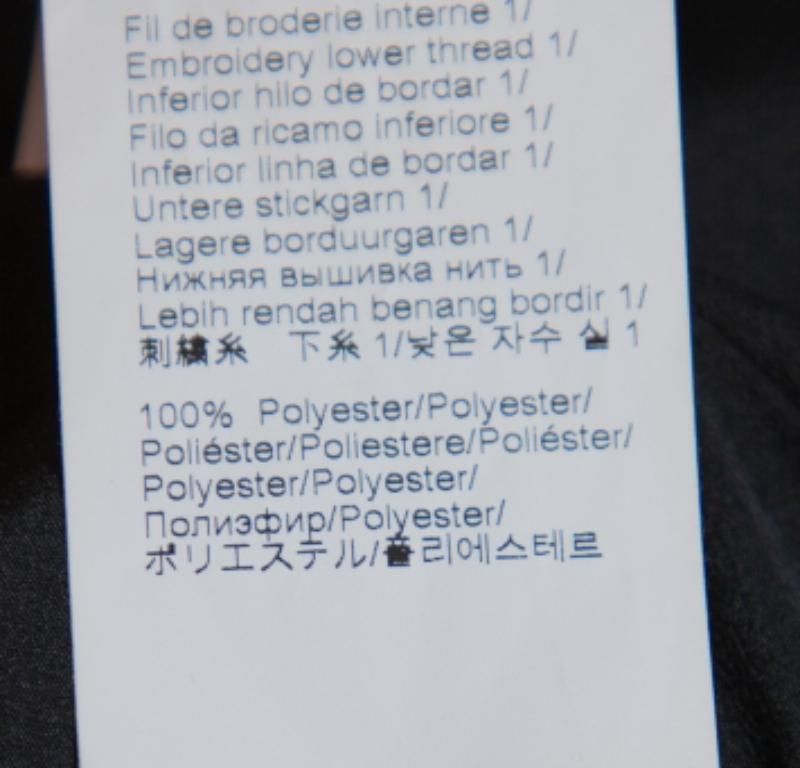 Fil de broderie interne 1/
Embroidery lower thread 1/
Inferior hilo de bordar 1/
Filo da ricamo inferiore 1/
Inferior linha de bordar 1/
Untere stickgarn 1/
Lagere borduurgaren 1/
Нижняя вышивка нить 1/
Lebih rendah benang bordir 1/
刺繍糸 下糸 1/낮은 자수 실 1
100% Polyester/Polyester/
Poliéster/Poliestere/Poliéster/
Polyester/Polyester/
Полиэфир/Polyester/
ポリエステル/폴리에스테르